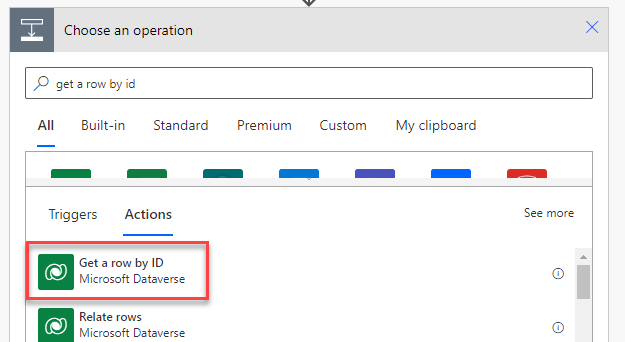 Choose an operation
get a row by id
All Built-in Standard Premium Custom My clipboard
Triggers Actions See more
Get a row by ID
Microsoft Dataverse
Relate rows
Microsoft Dataverse